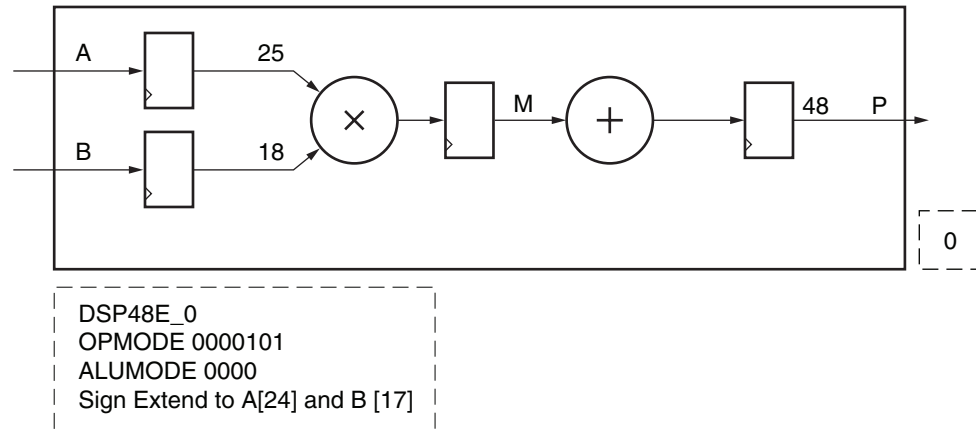 A
25
M
48 P
B
18
0
DSP48E_0
OPMODE 0000101
ALUMODE 0000
Sign Extend to A[24] and B [17]